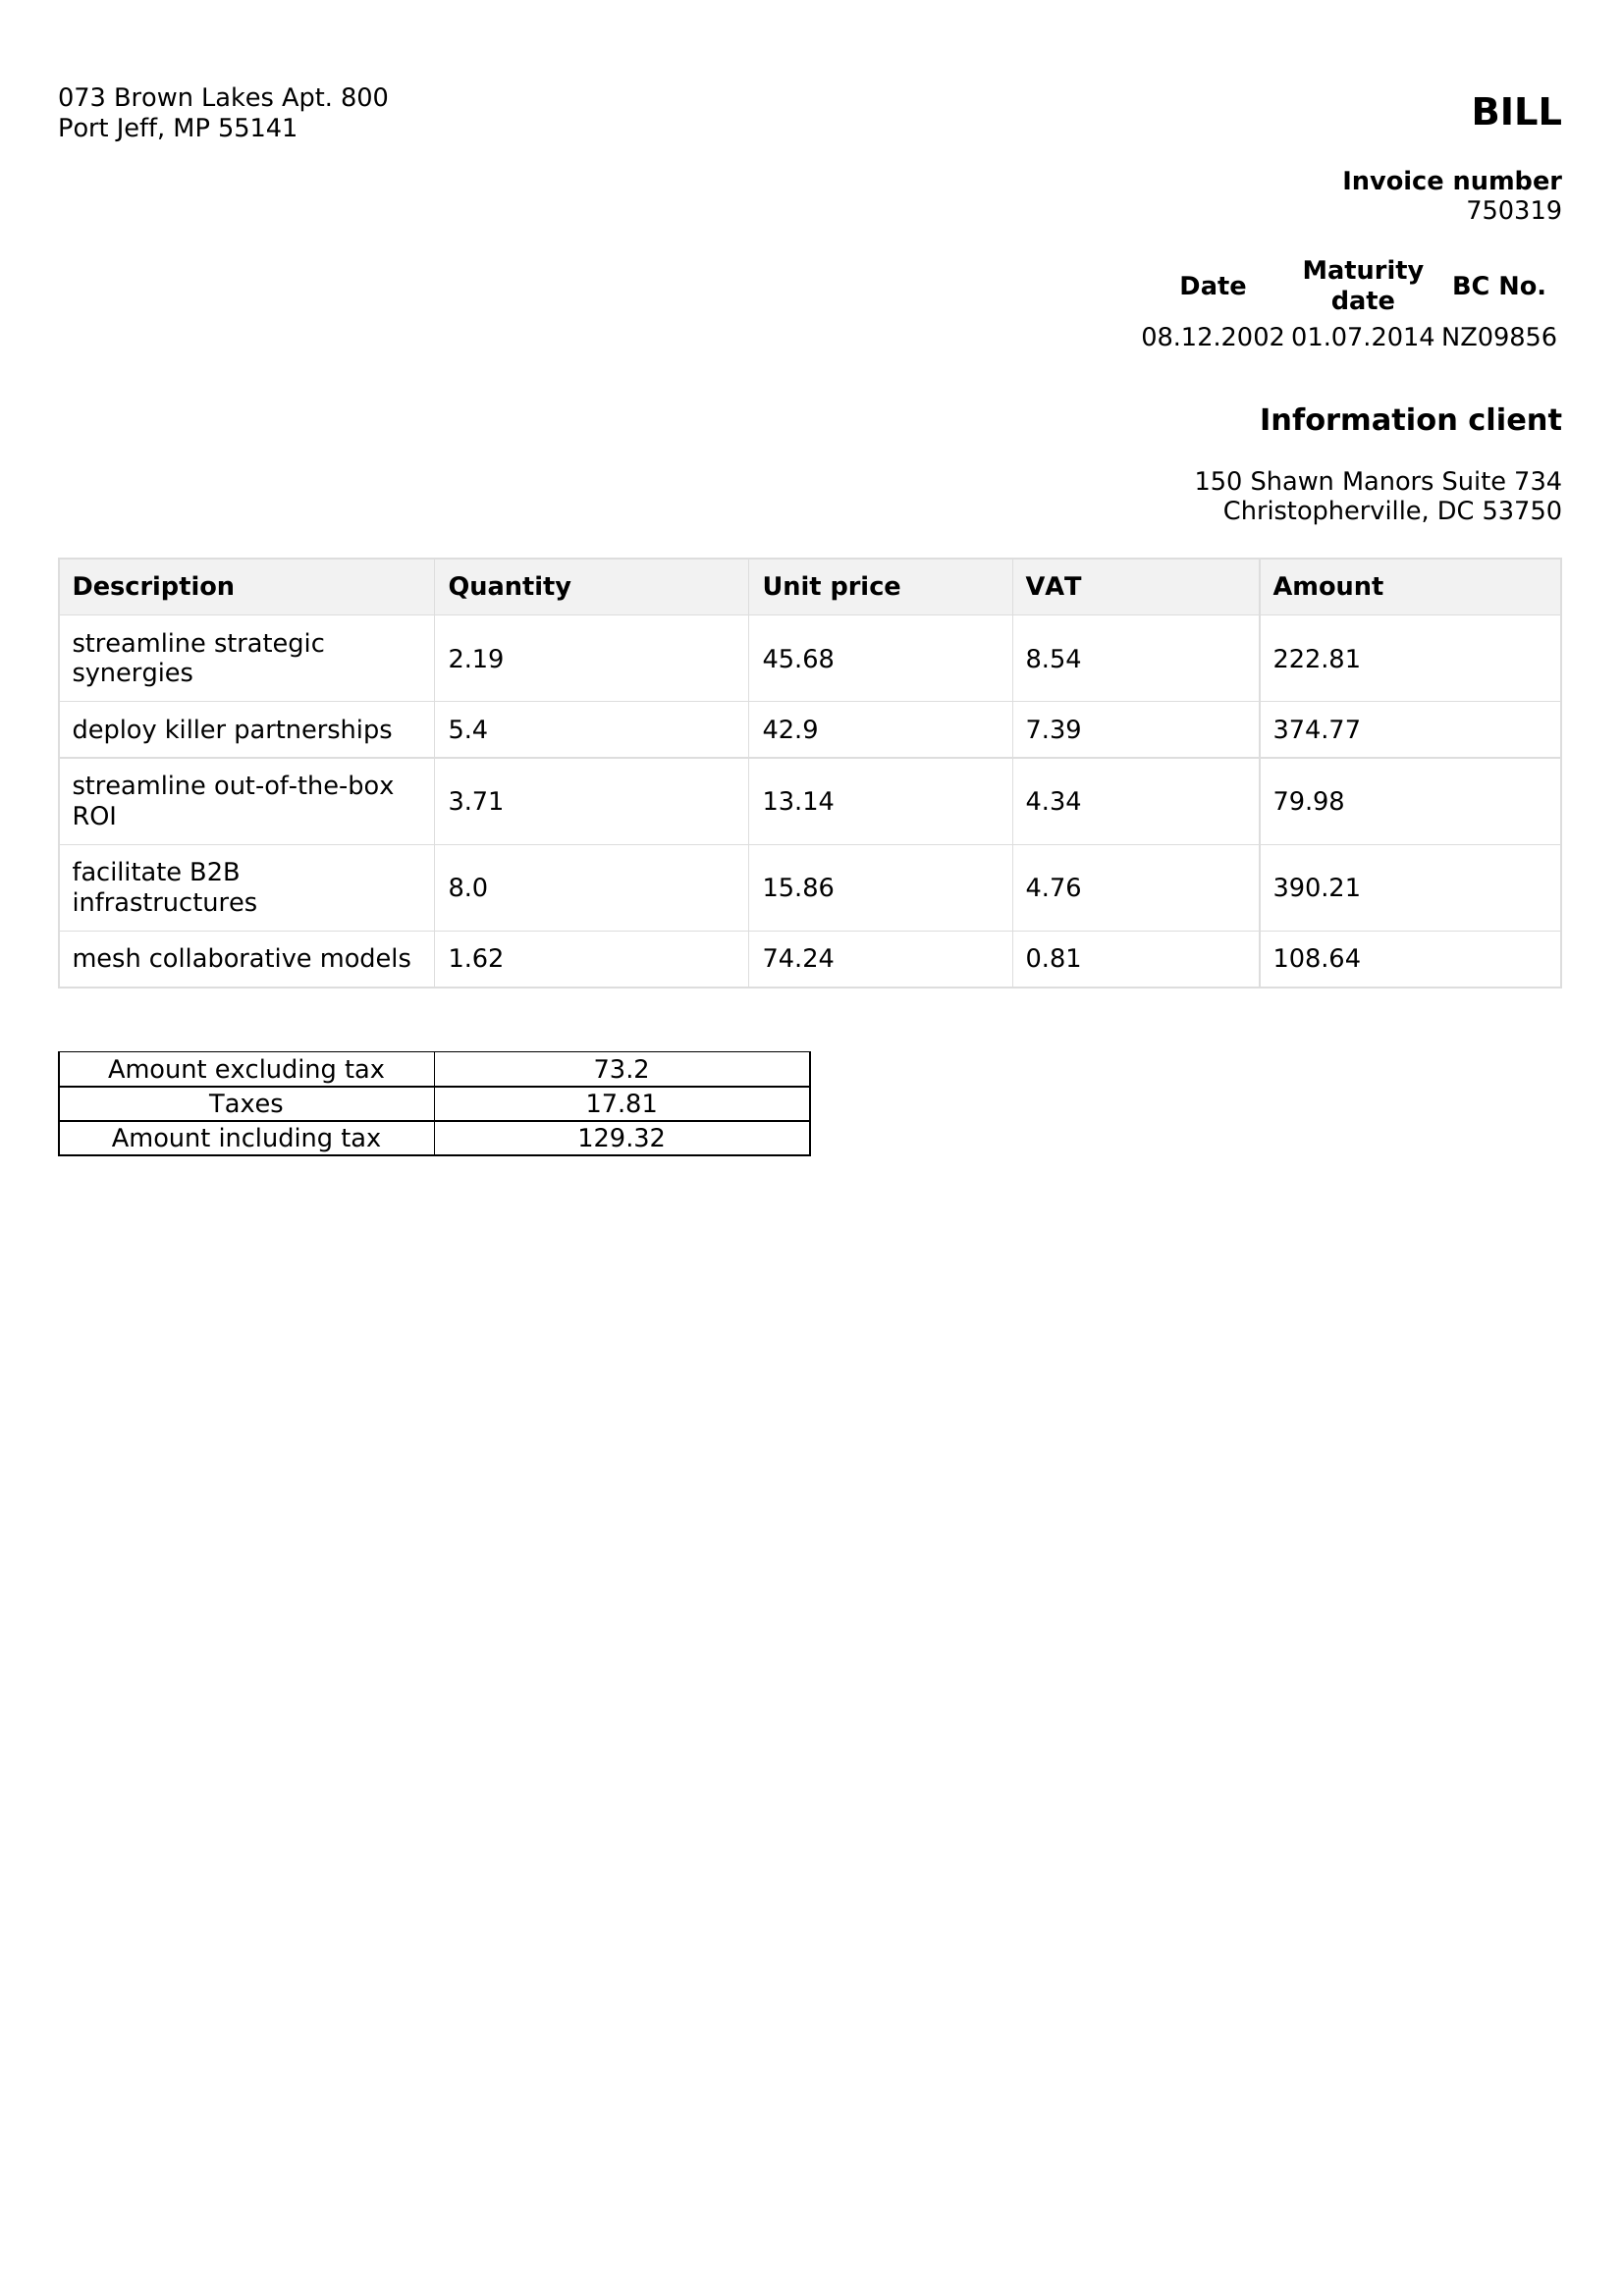 073 Brown Lakes Apt. 800
Port Jeff, MP 55141
BILL
Invoice number
750319
Date Maturity date BC No.
08.12.2002 01.07.2014 NZ09856
Information client
150 Shawn Manors Suite 734
Christopherville, DC 53750
Description Quantity Unit price VAT Amount
streamline strategic
synergies 2.19 45.68 8.54 222.81
deploy killer partnerships 5.4 42.9 7.39 374.77
streamline out-of-the-box
ROI 3.71 13.14 4.34 79.98
facilitate B2B
infrastructures 8.0 15.86 4.76 390.21
mesh collaborative models 1.62 74.24 0.81 108.64
Amount excluding tax 73.2
Taxes 17.81
Amount including tax 129.32